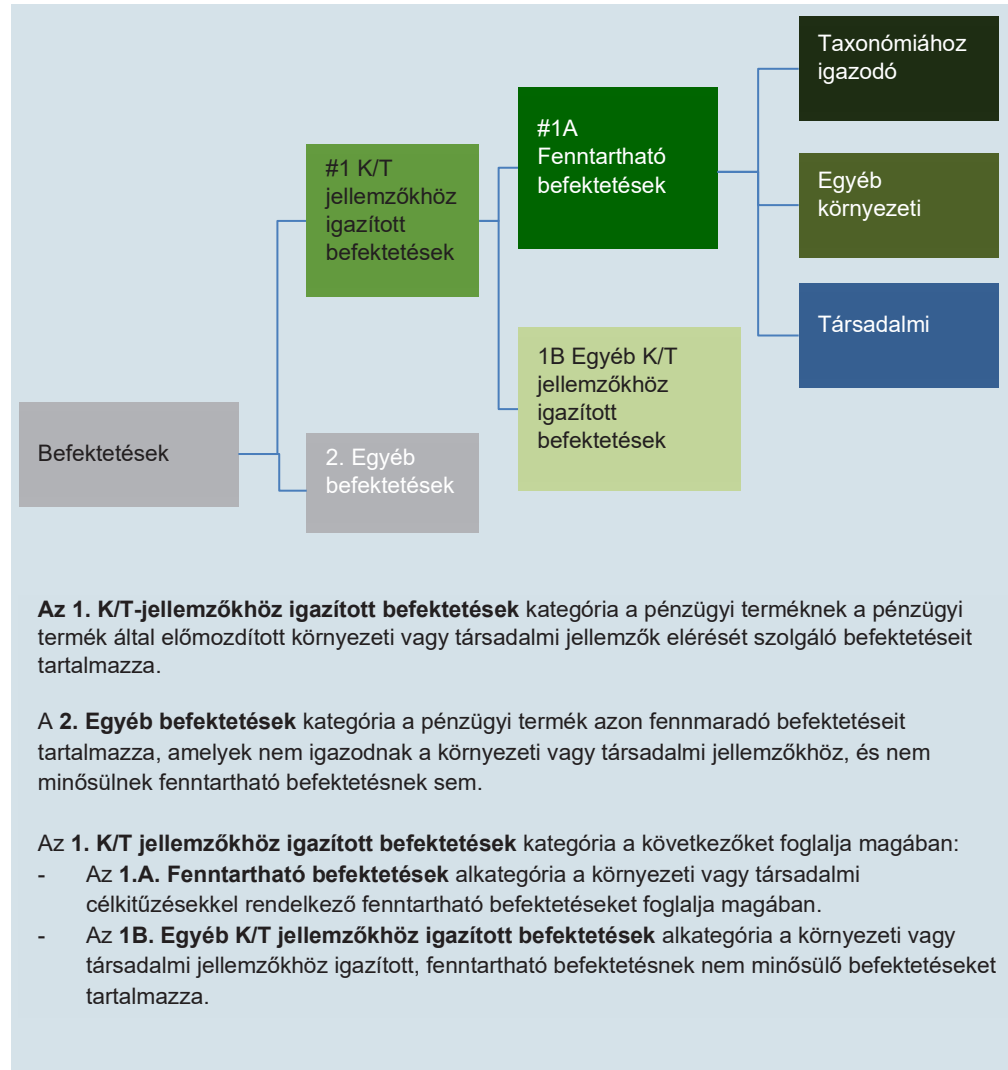 Taxonómiához
igazodó
#1A
Fenntartható
befektetések
#1 K/T
jellemzőkhöz
igazított
befektetések
Egyéb
környezeti
Társadalmi
1B Egyéb K/T
jellemzőkhöz
igazított
befektetések
Befektetések
2. Egyéb
befektetések
Az 1. K/T-jellemzőkhöz igazított befektetések kategória a pénzügyi terméknek a pénzügyi
termék által előmozdított környezeti vagy társadalmi jellemzők elérését szolgáló befektetéseit
tartalmazza.
A 2. Egyéb befektetések kategória a pénzügyi termék azon fennmaradó befektetéseit
tartalmazza, amelyek nem igazodnak a környezeti vagy társadalmi jellemzőkhöz, és nem
minősülnek fenntartható befektetésnek sem.
Az 1. K/T jellemzőkhöz igazított befektetések kategória a következőket foglalja magában:
- Az 1.A. Fenntartható befektetések alkategória a környezeti vagy társadalmi
célkitűzésekkel rendelkező fenntartható befektetéseket foglalja magában.
- Az 1B. Egyéb K/T jellemzőkhöz igazított befektetések alkategória a környezeti vagy
társadalmi jellemzőkhöz igazított, fenntartható befektetésnek nem minősülő befektetéseket
tartalmazza.